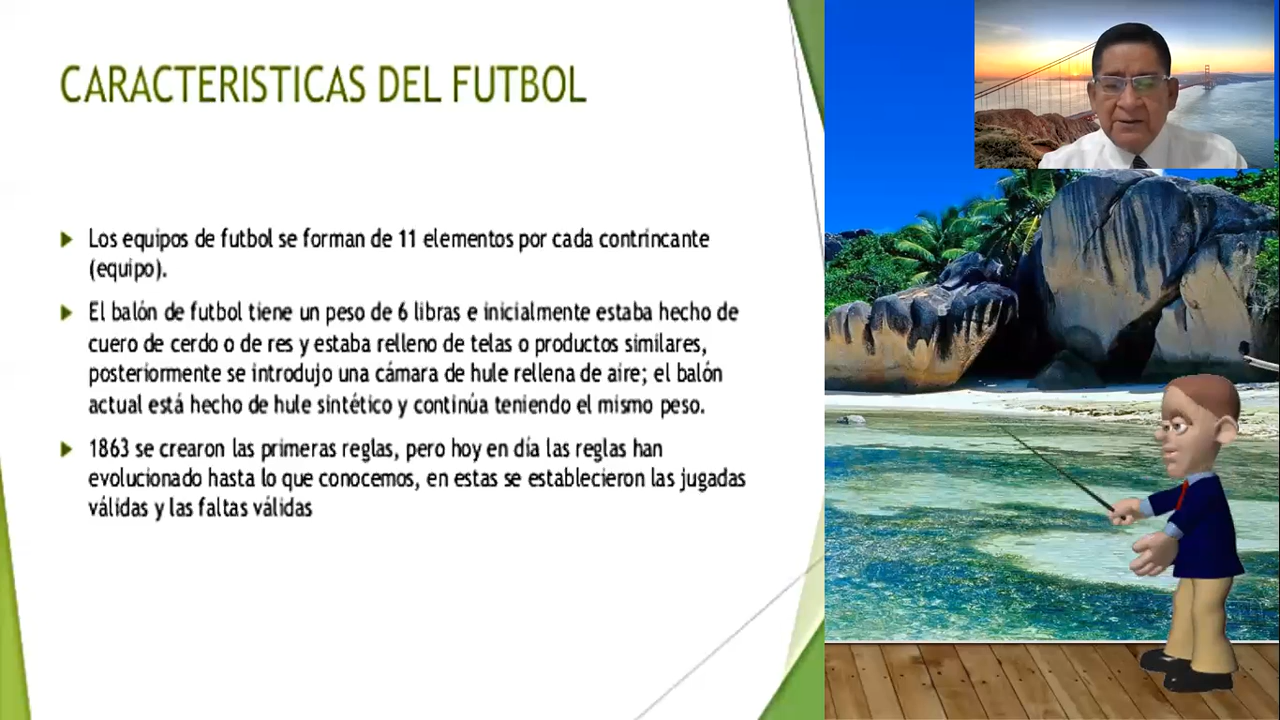 CARACTERISTICAS DEL FUTBOL
Los equipos de futbol se forman de 11 elementos por cada contrincante
(equipo).
El balón de futbol tiene un peso de 6 libras e inicialmente estaba hecho de
cuero de cerdo o de res y estaba relleno de telas o productos similares,
posteriormente se introdujo una cámara de hule rellena de aire; el balón
actual está hecho de hule sintético y continúa teniendo el mismo peso.
1863 se crearon las primeras reglas, pero hoy en día las reglas han
evolucionado hasta lo que conocemos, en estas se establecieron las jugadas
válidas y las faltas válidas